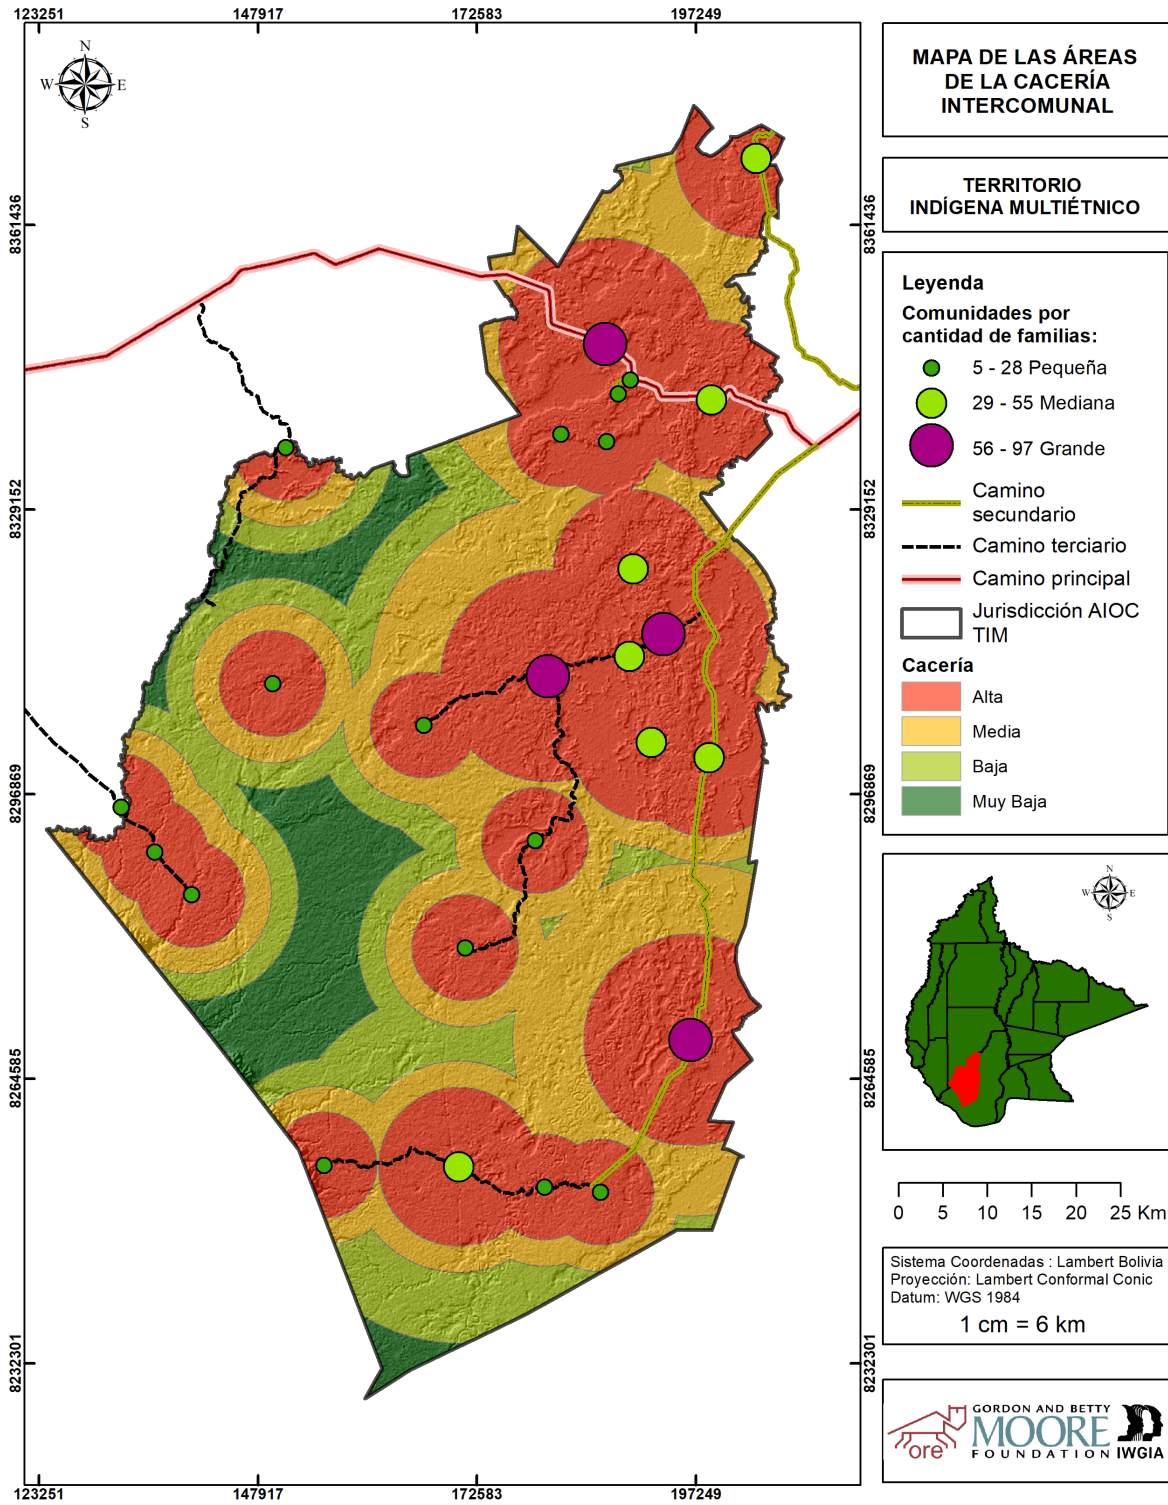 123251
147917
172583
197249
N
W
E
S
8361436
8361436
8329152
8329152
8296869
8296869
8264585
8264585
8232301
8232301
123251
147917
172583
197249
MAPA DE LAS ÁREAS
DE LA CACERÍA
INTERCOMUNAL
TERRITORIO
INDÍGENA MULTIÉTNICO
Leyenda
Comunidades por
cantidad de familias:
5 - 28 Pequeña
29 - 55 Mediana
56 - 97 Grande
Camino
secundario
Camino terciario
Camino principal
Jurisdicción AIOC
TIM
Cacería
Alta
Media
Baja
Muy Baja
N
W
E
S
0 5 10 15 20 25 Km
Sistema Coordenadas : Lambert Bolivia
Proyección: Lambert Conformal Conic
Datum: WGS 1984
1 cm = 6 km
ore
GORDON AND BETTY
MOORE
FOUNDATION
IWGIA